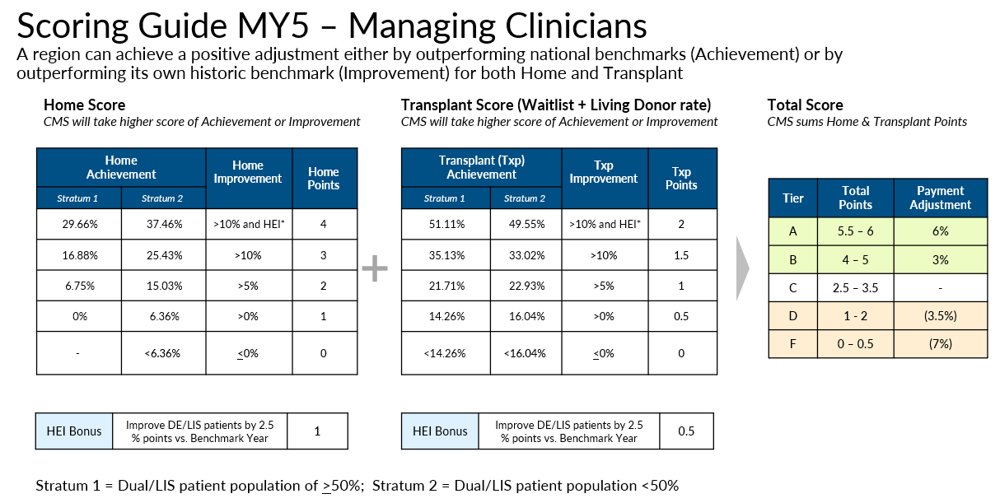 Scoring Guide MY5 – Managing Clinicians
A region can achieve a positive adjustment either by outperforming national benchmarks (Achievement) or by
outperforming its own historic benchmark (Improvement) for both Home and Transplant
Home Score
CMS will take higher score of Achievement or Improvement
Home
Achievement
Home
Improvement
Home
Points
Stratum 1 Stratum 2
29.66% 37.46% >10% and HEI* 4
16.88% 25.43% >10% 3
6.75% 15.03% >5% 2
0% 6.36% >0% 1
- <6.36% ≤0% 0
HEI Bonus
Improve DE/LIS patients by 2.5
% points vs. Benchmark Year
1
+
Transplant Score (Waitlist + Living Donor rate)
CMS will take higher score of Achievement or Improvement
Transplant (Txp)
Achievement
Txp
Improvement
Txp
Points
Stratum 1 Stratum 2
51.11% 49.55% >10% and HEI* 2
35.13% 33.02% >10% 1.5
21.71% 22.93% >5% 1
14.26% 16.04% >0% 0.5
<14.26% <16.04% ≤0% 0
HEI Bonus
Improve DE/LIS patients by 2.5
% points vs. Benchmark Year
0.5
Total Score
CMS sums Home & Transplant Points
Tier
Total
Points
Payment
Adjustment
A 5.5 – 6 6%
B 4 – 5 3%
C 2.5 – 3.5 -
D 1 - 2 (3.5%)
F 0 – 0.5 (7%)
Stratum 1 = Dual/LIS patient population of ≥50%; Stratum 2 = Dual/LIS patient population <50%